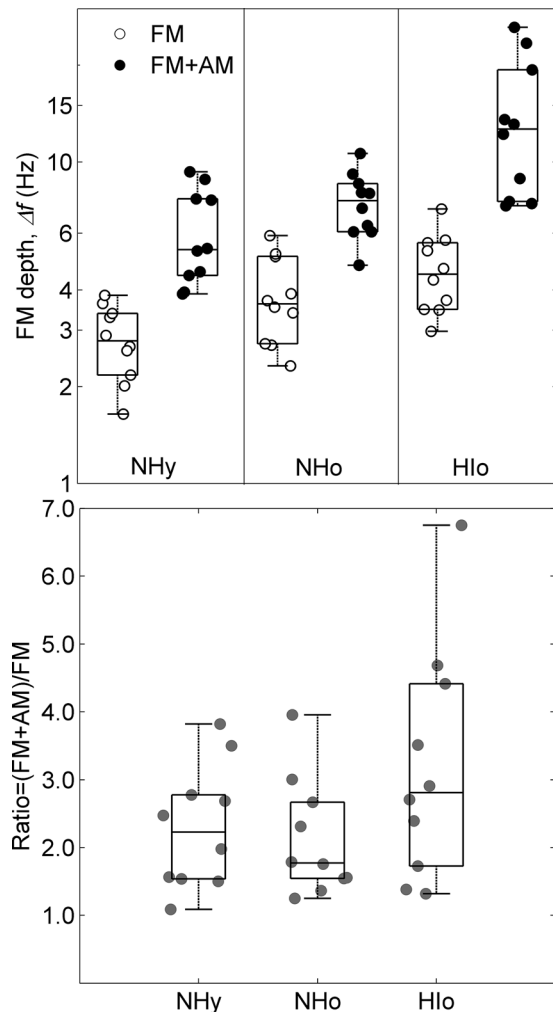 FM
FM+AM
FM depth, Δf (Hz)
15
10
6
4
3
2
1
NHy NHo HIo
Ratio=(FM+AM)/FM
7.0
6.0
5.0
4.0
3.0
2.0
1.0
NHy NHo HIo